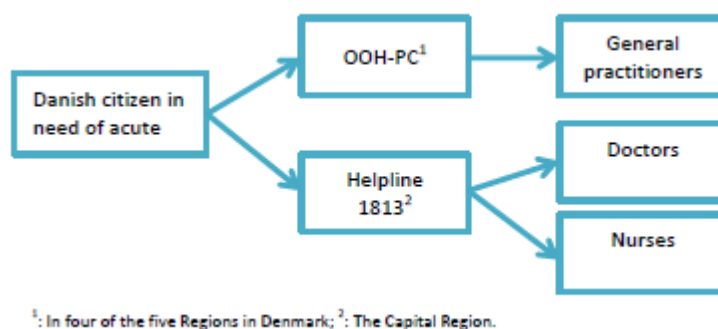 Danish citizen in
need of acute
OOH-PC¹
General
practitioners
Helpline
1813²
Doctors
Nurses
¹: In four of the five Regions in Denmark; ²: The Capital Region.